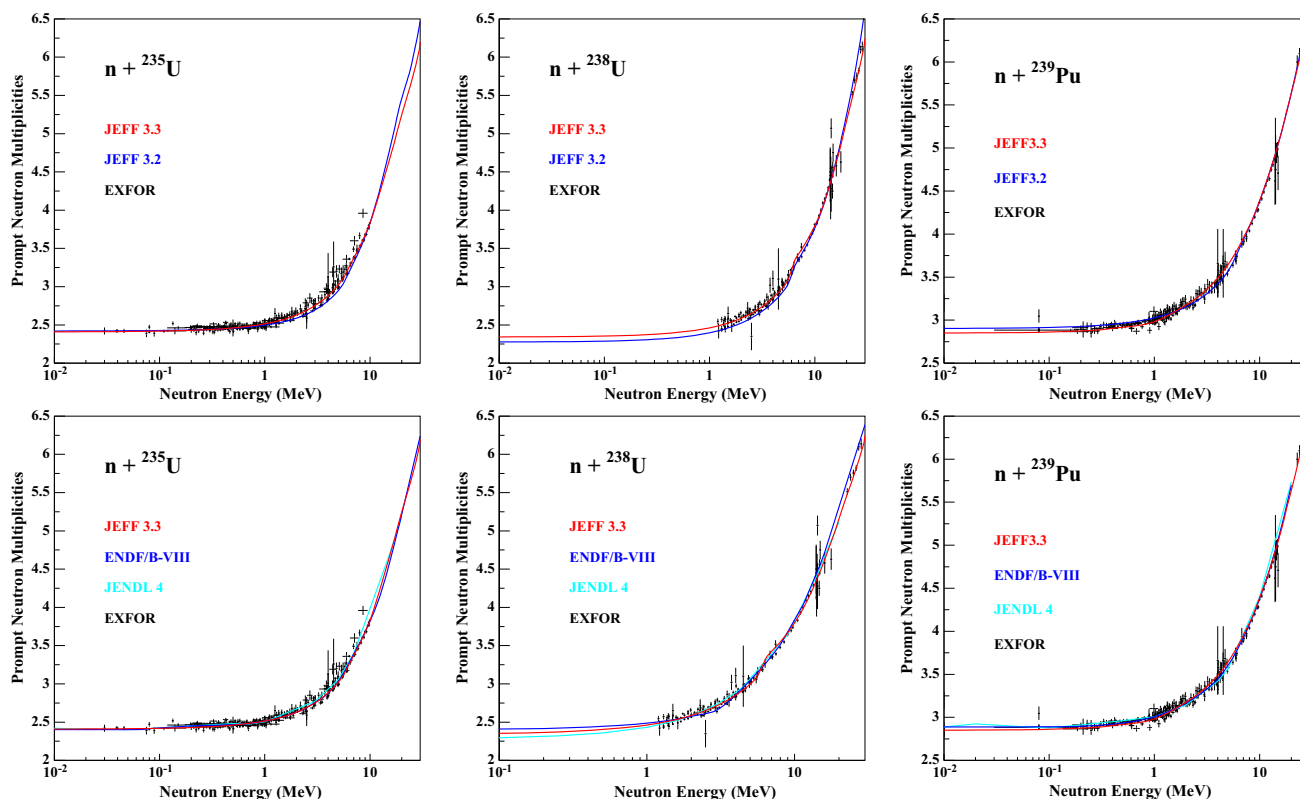 Prompt Neutron Multiplicities
6.5
6
5.5
5
4.5
4
3.5
3
2.5
2
n + 235U
JEFF 3.3
JEFF 3.2
EXFOR
10-2 10-1 1 10
Neutron Energy (MeV)
Prompt Neutron Multiplicities
6.5
6
5.5
5
4.5
4
3.5
3
2.5
2
n + 238U
JEFF 3.3
JEFF 3.2
EXFOR
10-2 10-1 1 10
Neutron Energy (MeV)
Prompt Neutron Multiplicities
6.5
6
5.5
5
4.5
4
3.5
3
2.5
n + 239Pu
JEFF3.3
JEFF3.2
EXFOR
10-2 10-1 1 10
Neutron Energy (MeV)
Prompt Neutron Multiplicities
6.5
6
5.5
5
4.5
4
3.5
3
2.5
2
n + 235U
JEFF 3.3
ENDF/B-VIII
JENDL 4
EXFOR
10-2 10-1 1 10
Neutron Energy (MeV)
Prompt Neutron Multiplicities
6.5
6
5.5
5
4.5
4
3.5
3
2.5
2
n + 238U
JEFF 3.3
ENDF/B-VIII
JENDL 4
EXFOR
10-1 1 10
Neutron Energy (MeV)
Prompt Neutron Multiplicities
6.5
6
5.5
5
4.5
4
3.5
3
2.5
n + 239Pu
JEFF3.3
ENDF/B-VIII
JENDL 4
EXFOR
10-2 10-1 1 10
Neutron Energy (MeV)